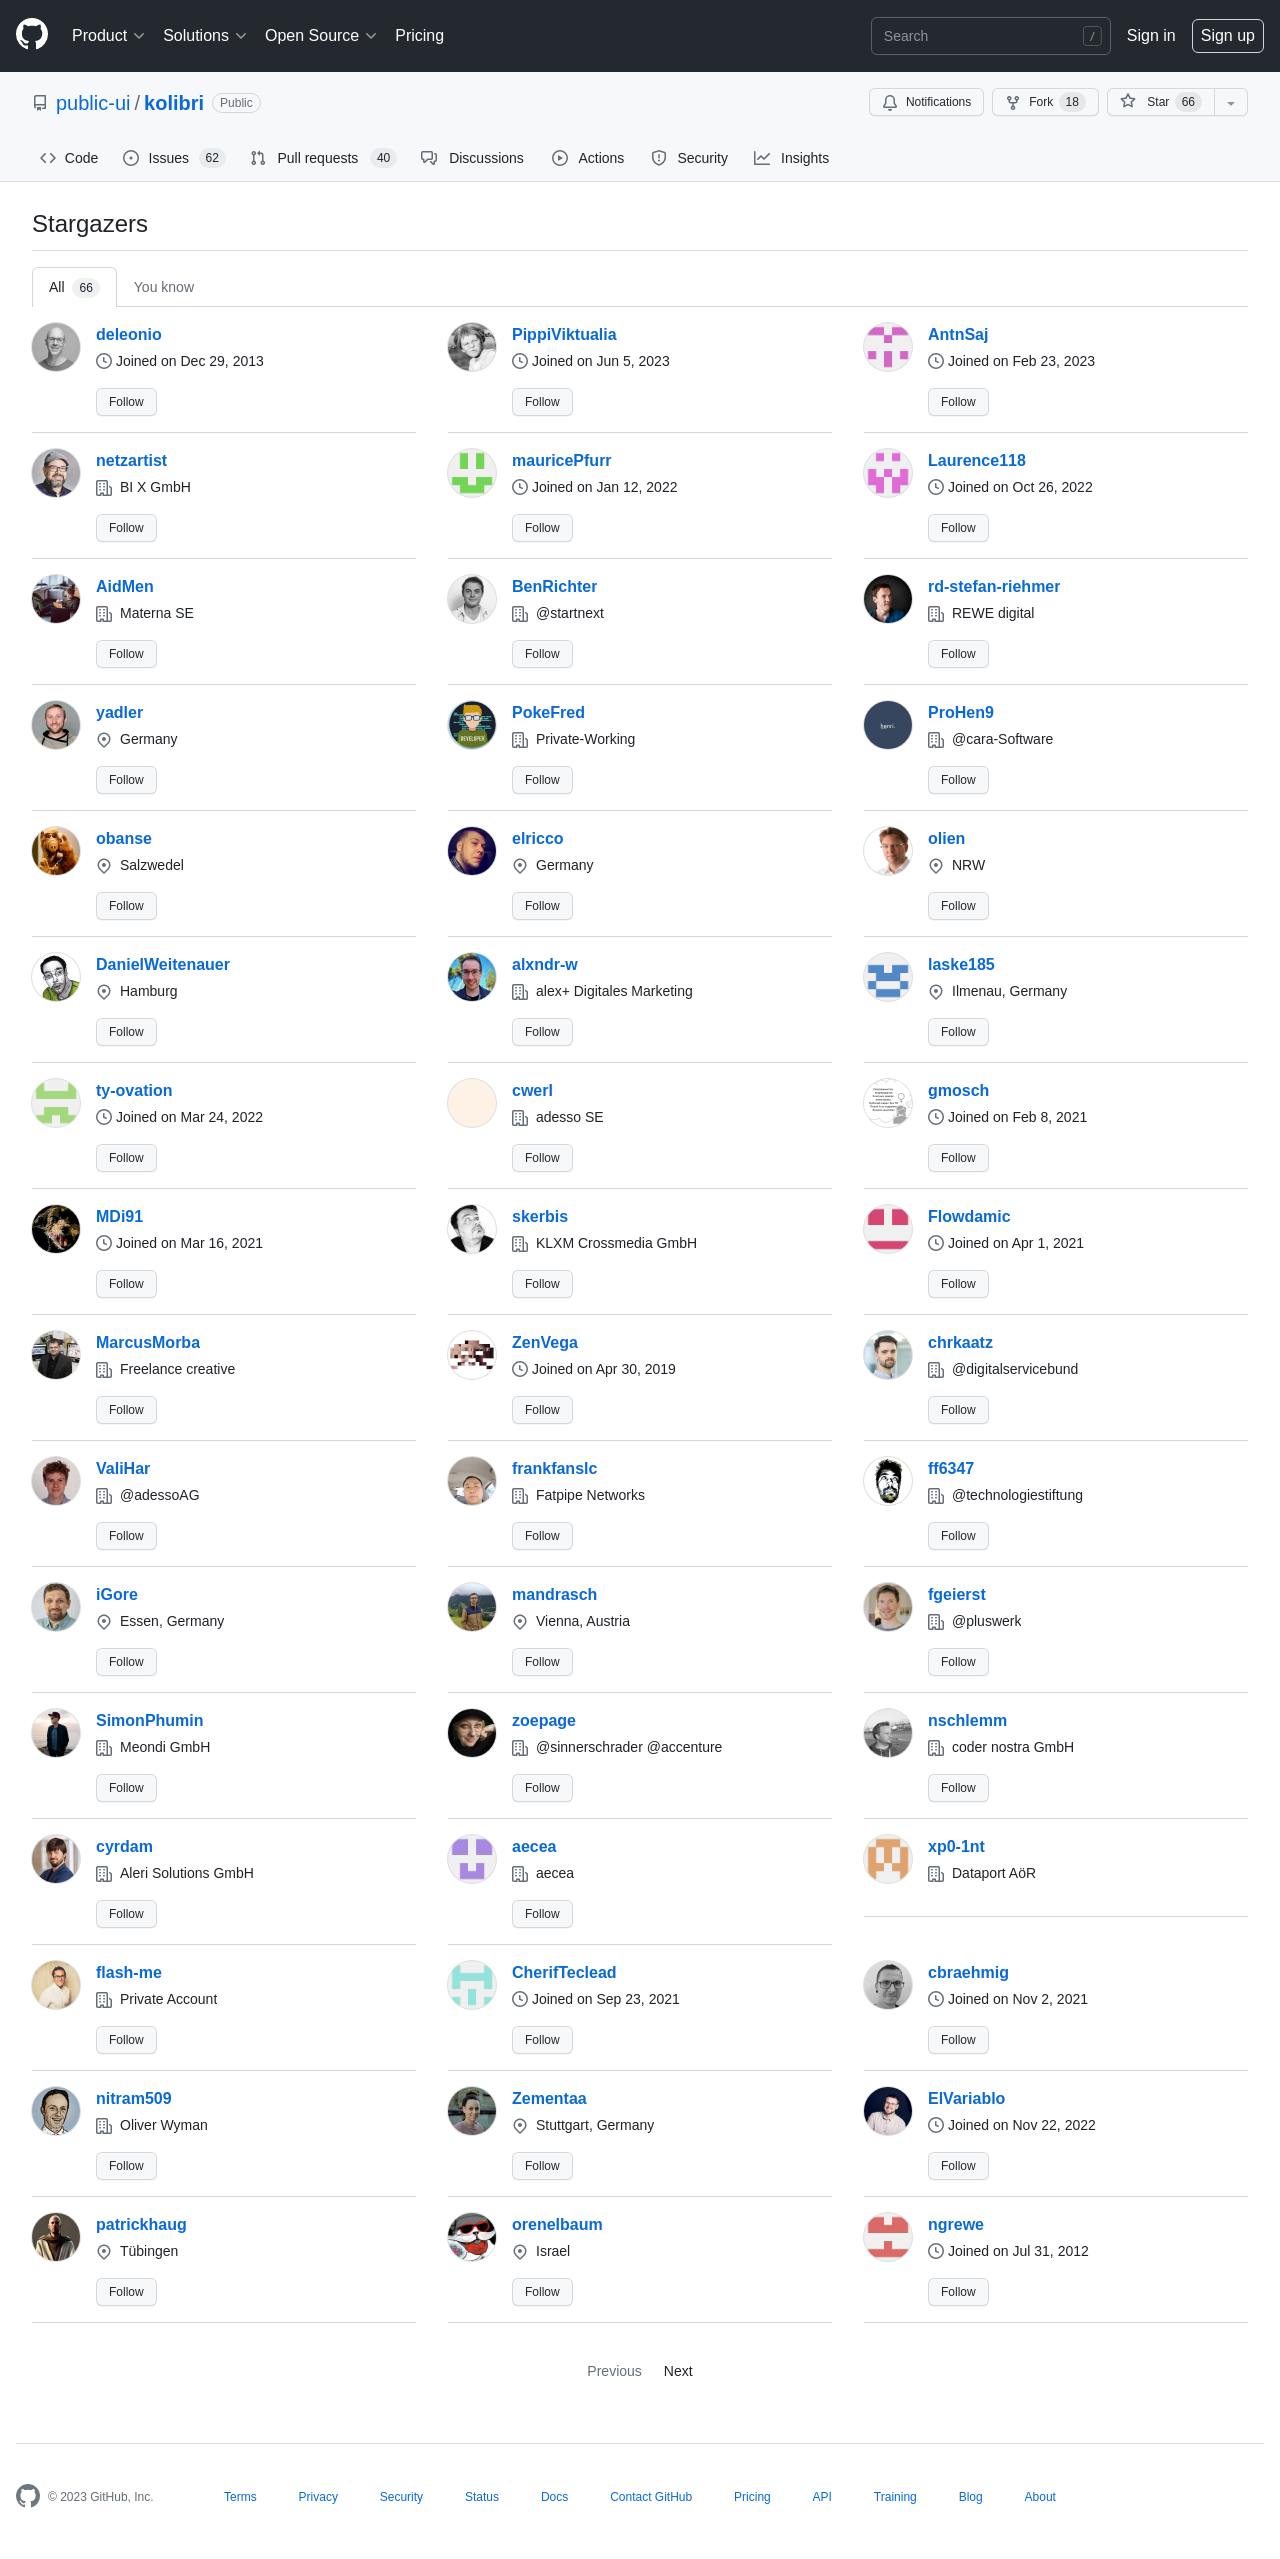 Product Solutions Open Source Pricing Search / Sign in Sign up
public-ui / kolibri Public Notifications Fork 18 Star 66
Code Issues 62 Pull requests 40 Discussions Actions Security Insights
Stargazers
All 66 You know
deleonio PippiViktualia AntnSaj
Joined on Dec 29, 2013 Joined on Jun 5, 2023 Joined on Feb 23, 2023
Follow Follow Follow
netzartist mauricePfurr Laurence118
BI X GmbH Joined on Jan 12, 2022 Joined on Oct 26, 2022
Follow Follow Follow
AidMen BenRichter rd-stefan-riehmer
Materna SE @startnext REWE digital
Follow Follow Follow
yadler PokeFred ProHen9
Germany Private-Working @cara-Software
Follow Follow Follow
obanse elricco olien
Salzwedel Germany NRW
Follow Follow Follow
DanielWeitenauer alxndr-w laske185
Hamburg alex+ Digitales Marketing Ilmenau, Germany
Follow Follow Follow
ty-ovation cwerl gmosch
Joined on Mar 24, 2022 adesso SE Joined on Feb 8, 2021
Follow Follow Follow
MDi91 skerbis Flowdamic
Joined on Mar 16, 2021 KLXM Crossmedia GmbH Joined on Apr 1, 2021
Follow Follow Follow
MarcusMorba ZenVega chrkaatz
Freelance creative Joined on Apr 30, 2019 @digitalservicebund
Follow Follow Follow
ValiHar frankfanslc ff6347
@adessoAG Fatpipe Networks @technologiestiftung
Follow Follow Follow
iGore mandrasch fgeierst
Essen, Germany Vienna, Austria @pluswerk
Follow Follow Follow
SimonPhumin zoepage nschlemm
Meondi GmbH @sinnerschrader @accenture coder nostra GmbH
Follow Follow Follow
cyrdam aecea xp0-1nt
Aleri Solutions GmbH aecea Dataport AöR
Follow Follow
flash-me CherifTeclead cbraehmig
Private Account Joined on Sep 23, 2021 Joined on Nov 2, 2021
Follow Follow Follow
nitram509 Zementaa ElVariablo
Oliver Wyman Stuttgart, Germany Joined on Nov 22, 2022
Follow Follow Follow
patrickhaug orenelbaum ngrewe
Tübingen Israel Joined on Jul 31, 2012
Follow Follow Follow
Previous Next
© 2023 GitHub, Inc. Terms Privacy Security Status Docs Contact GitHub Pricing API Training Blog About